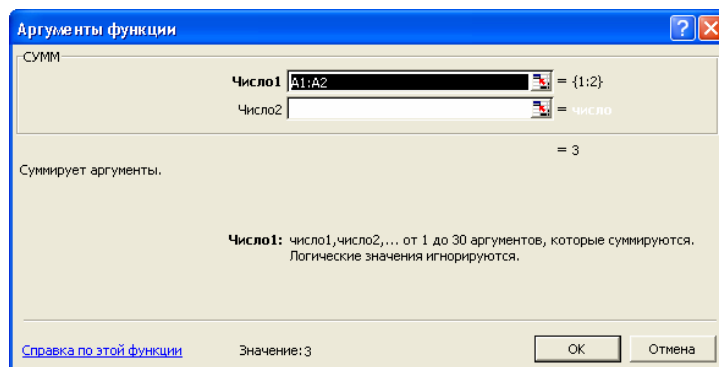 Аргументы функции
СУММ
Число1 A1:A2 = {1:2}
Число2 = число
= 3
Суммирует аргументы.
Число1: число1,число2,... от 1 до 30 аргументов, которые суммируются.
Логические значения игнорируются.
Справка по этой функции Значение:3 ОК Отмена